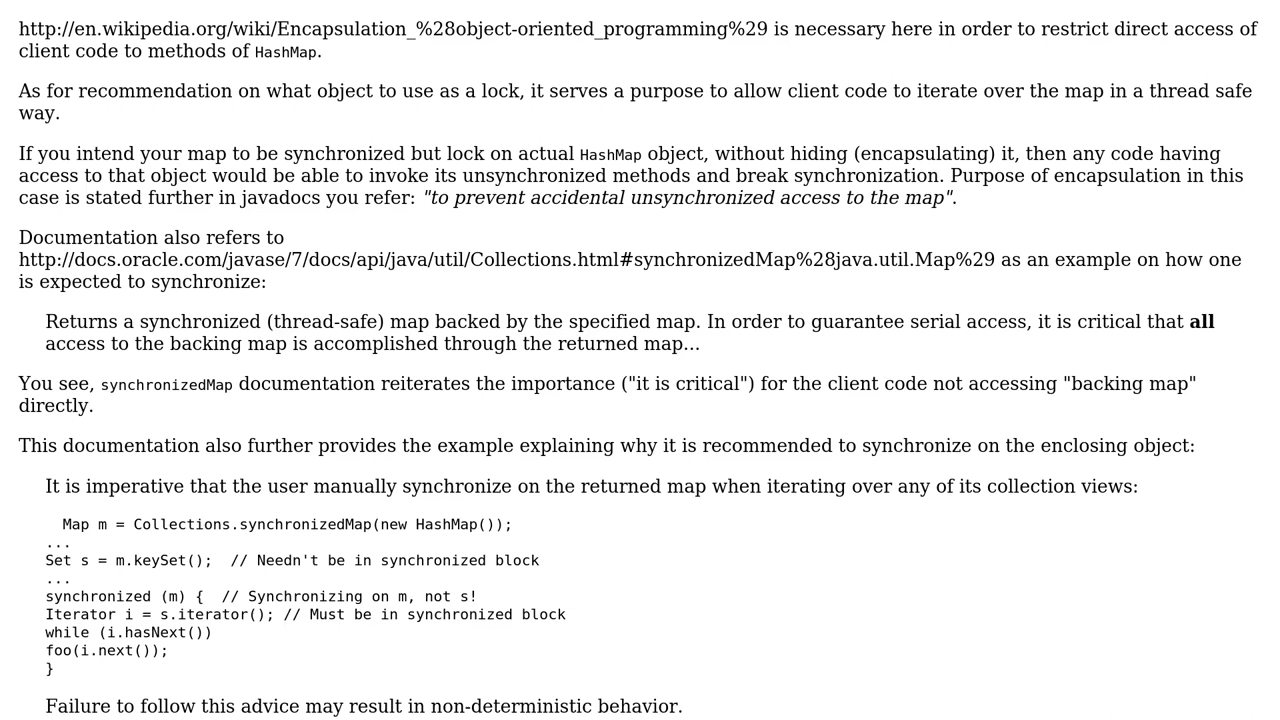 http://en.wikipedia.org/wiki/Encapsulation_%28object-oriented_programming%29 is necessary here in order to restrict direct access of
client code to methods of HashMap.
As for recommendation on what object to use as a lock, it serves a purpose to allow client code to iterate over the map in a thread safe
way.
If you intend your map to be synchronized but lock on actual HashMap object, without hiding (encapsulating) it, then any code having
access to that object would be able to invoke its unsynchronized methods and break synchronization. Purpose of encapsulation in this
case is stated further in javadocs you refer: "to prevent accidental unsynchronized access to the map".
Documentation also refers to
http://docs.oracle.com/javase/7/docs/api/java/util/Collections.html#synchronizedMap%28java.util.Map%29 as an example on how one
is expected to synchronize:
Returns a synchronized (thread-safe) map backed by the specified map. In order to guarantee serial access, it is critical that all
access to the backing map is accomplished through the returned map...
You see, synchronizedMap documentation reiterates the importance ("it is critical") for the client code not accessing "backing map"
directly.
This documentation also further provides the example explaining why it is recommended to synchronize on the enclosing object:
It is imperative that the user manually synchronize on the returned map when iterating over any of its collection views:
Map m = Collections.synchronizedMap(new HashMap());
...
Set s = m.keySet();  // Needn't be in synchronized block
...
synchronized (m) {  // Synchronizing on m, not s!
Iterator i = s.iterator(); // Must be in synchronized block
while (i.hasNext())
foo(i.next());
}
Failure to follow this advice may result in non-deterministic behavior.